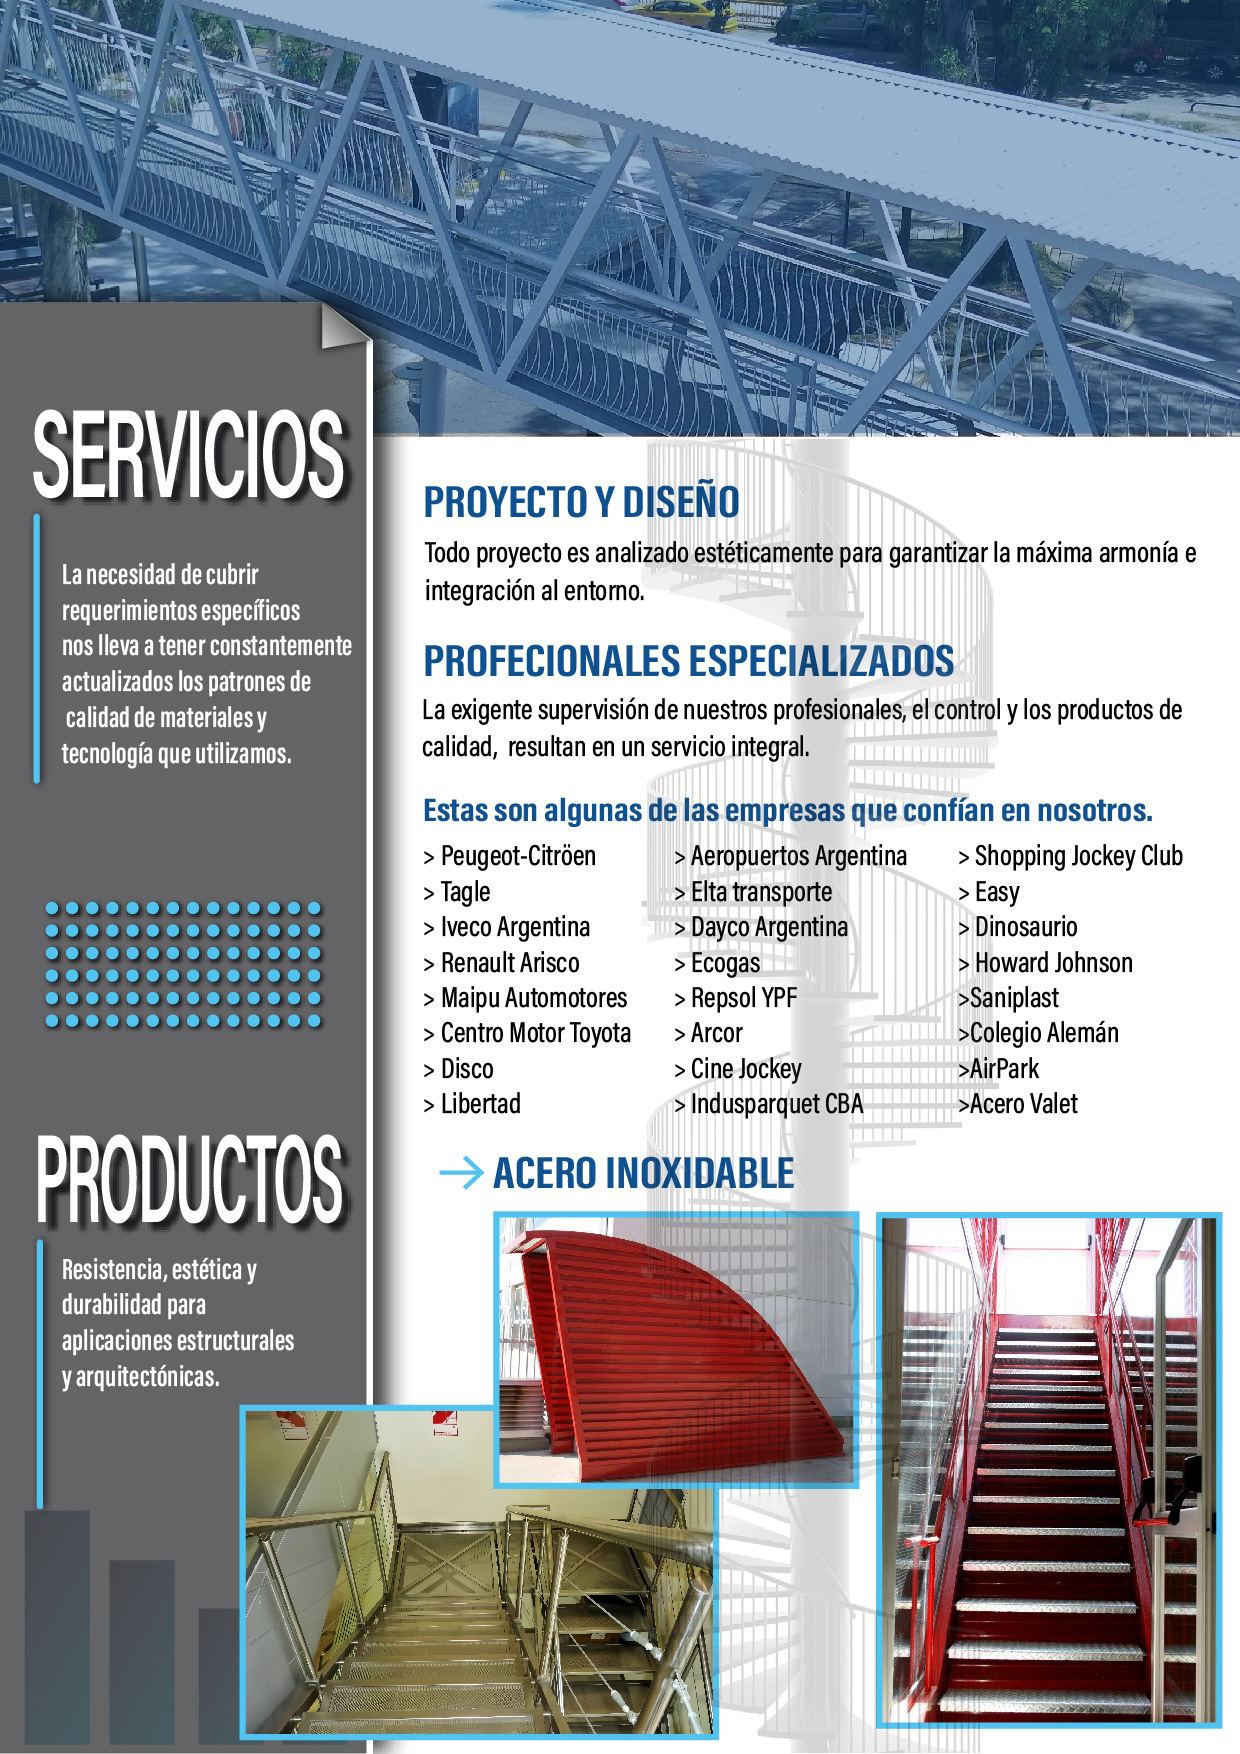 SERVICIOS
La necesidad de cubrir
requerimientos específicos
nos lleva a tener constantemente
actualizados los patrones de
calidad de materiales y
tecnología que utilizamos.
PRODUCTOS
Resistencia, estética y
durabilidad para
aplicaciones estructurales
y arquitectónicas.
PROYECTO Y DISEÑO
Todo proyecto es analizado estéticamente para garantizar la máxima armonía e
integración al entorno.
PROFECIONALES ESPECIALIZADOS
La exigente supervisión de nuestros profesionales, el control y los productos de
calidad, resultan en un servicio integral.
Estas son algunas de las empresas que confían en nosotros.
> Peugeot-Citröen
> Tagle
> Iveco Argentina
> Renault Arisco
> Maipu Automotores
> Centro Motor Toyota
> Disco
> Libertad
> Aeropuertos Argentina
> Elta transporte
> Dayco Argentina
> Ecogas
> Repsol YPF
> Arcor
> Cine Jockey
> Indusparquet CBA
> Shopping Jockey Club
> Easy
> Dinosaurio
> Howard Johnson
>Saniplast
>Colegio Alemán
>AirPark
>Acero Valet
ACERO INOXIDABLE